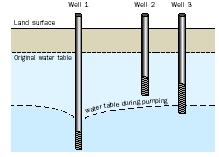 Well 1 Well 2 Well 3
Land surface
Original water table
water table during pumping